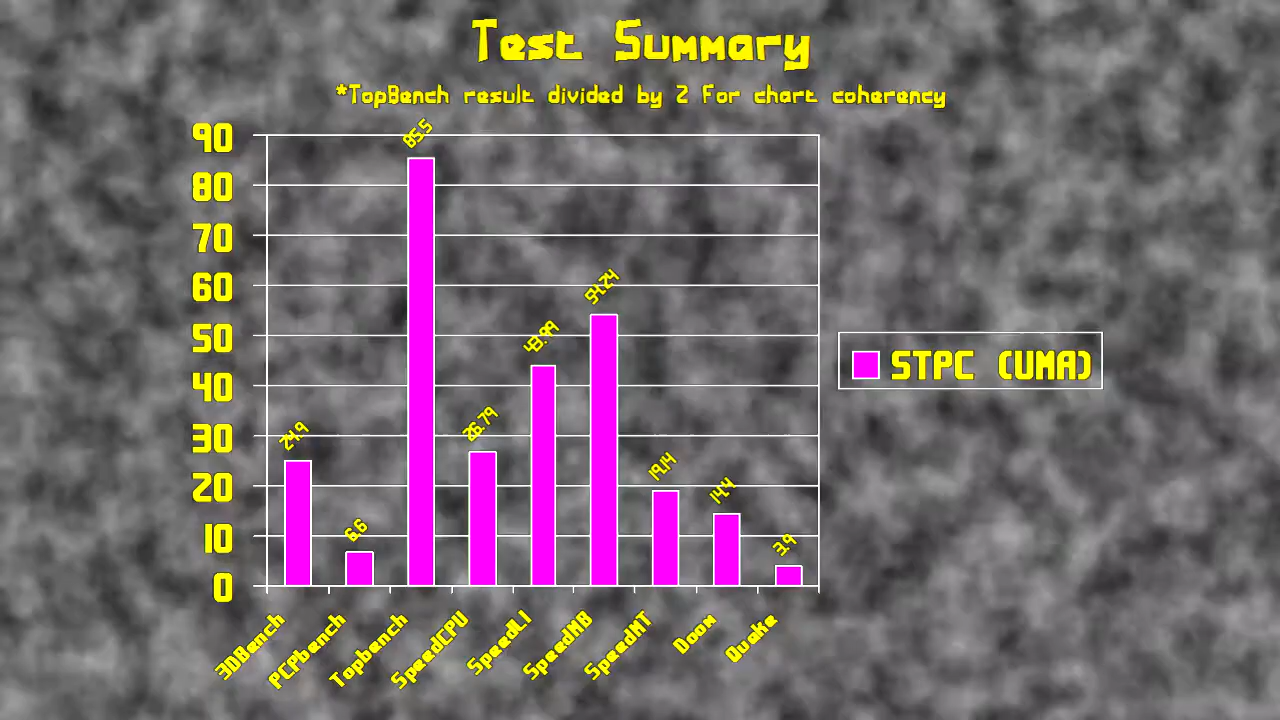 Test Summary
*TopBench result divided by 2 for chart coherency
90
80
70
60
50
40
30
20
10
0
24.9
6.6
85.5
26.79
43.99
54.24
19.14
14.4
3.9
3DBench
PCPbench
Topbench
SpeedCPU
SpeedL1
SpeedMB
SpeedMT
Doom
Quake
STPC (UMA)